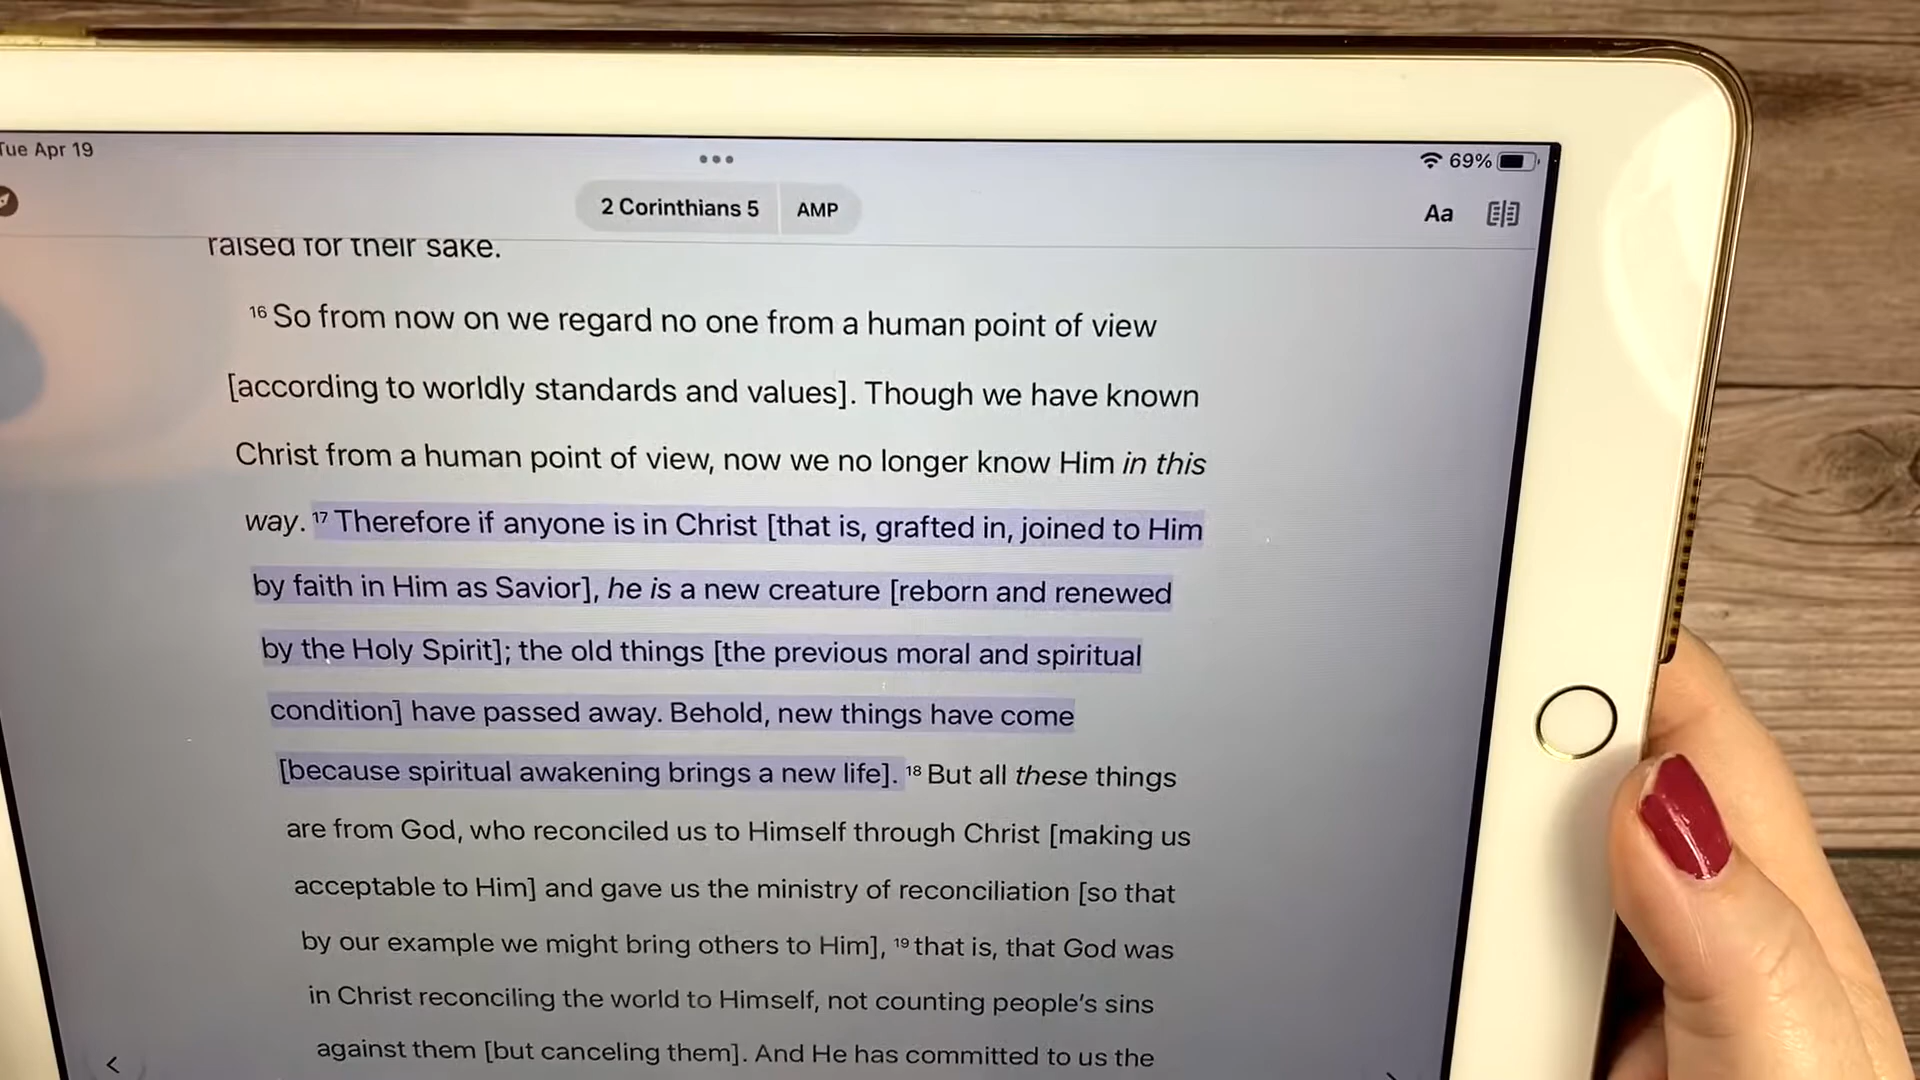 Tue Apr 19
69%
2 Corinthians 5 AMP
Aa
raised for their sake.
16 So from now on we regard no one from a human point of view
[according to worldly standards and values]. Though we have known
Christ from a human point of view, now we no longer know Him in this
way. 17 Therefore if anyone is in Christ [that is, grafted in, joined to Him
by faith in Him as Savior], he is a new creature [reborn and renewed
by the Holy Spirit]; the old things [the previous moral and spiritual
condition] have passed away. Behold, new things have come
[because spiritual awakening brings a new life]. 18 But all these things
are from God, who reconciled us to Himself through Christ [making us
acceptable to Him] and gave us the ministry of reconciliation [so that
by our example we might bring others to Him], 19 that is, that God was
in Christ reconciling the world to Himself, not counting people's sins
against them [but canceling them]. And He has committed to us the